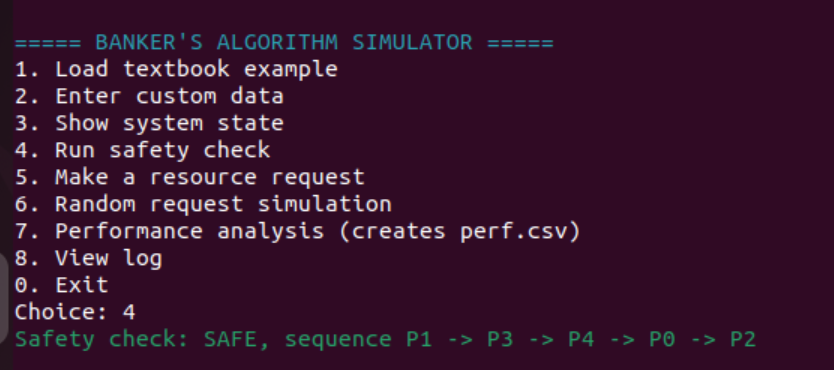 ===== BANKER'S ALGORITHM SIMULATOR =====
1. Load textbook example
2. Enter custom data
3. Show system state
4. Run safety check
5. Make a resource request
6. Random request simulation
7. Performance analysis (creates perf.csv)
8. View log
0. Exit
Choice: 4
Safety check: SAFE, sequence P1 -> P3 -> P4 -> P0 -> P2